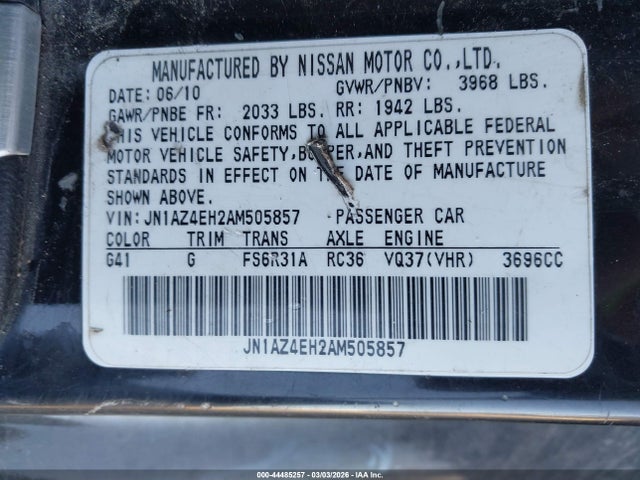 MANUFACTURED BY NISSAN MOTOR CO.,LTD.
DATE: 06/10 GVWR/PNBV: 3968 LBS.
GAWR/PNBE FR: 2033 LBS. RR: 1942 LBS.
THIS VEHICLE CONFORMS TO ALL APPLICABLE FEDERAL
MOTOR VEHICLE SAFETY, AND THEFT PREVENTION
STANDARDS IN EFFECT ON THE DATE OF MANUFACTURE
SHOWN ABOVE.
VIN:JN1AZ4EH2AM505857 PASSENGER CAR
COLOR TRIM TRANS AXLE ENGINE
G41 G FS6R31A RC36 VQ37(VHR) 3696CC
JN1AZ4EH2AM505857
000-44485257 - 03/03/2026 - IAA Inc.